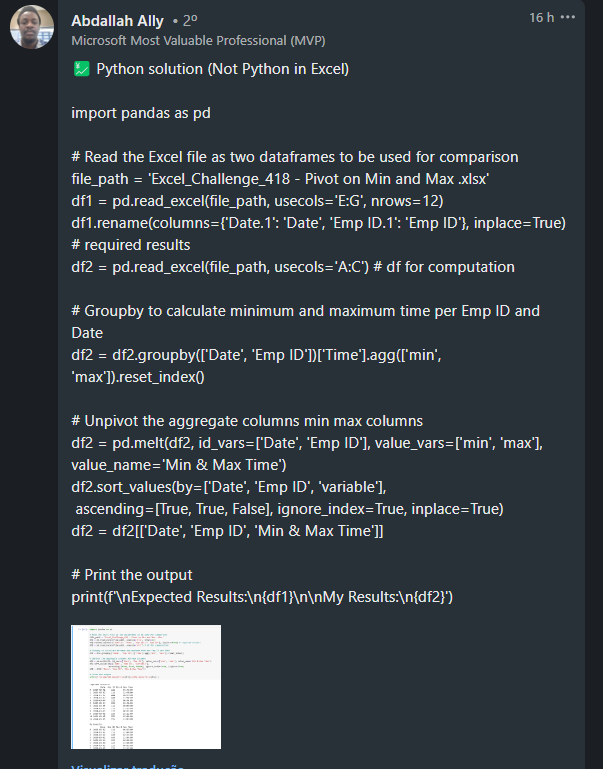 Abdallah Ally • 2º
16 h •••
Microsoft Most Valuable Professional (MVP)
💹 Python solution (Not Python in Excel)
import pandas as pd
# Read the Excel file as two dataframes to be used for comparison
file_path = 'Excel_Challenge_418 - Pivot on Min and Max .xlsx'
df1 = pd.read_excel(file_path, usecols='E:G', nrows=12)
df1.rename(columns={'Date.1': 'Date', 'Emp ID.1': 'Emp ID'}, inplace=True)
# required results
df2 = pd.read_excel(file_path, usecols='A:C') # df for computation
# Groupby to calculate minimum and maximum time per Emp ID and
Date
df2 = df2.groupby(['Date', 'Emp ID'])['Time'].agg(['min',
'max']).reset_index()
# Unpivot the aggregate columns min max columns
df2 = pd.melt(df2, id_vars=['Date', 'Emp ID'], value_vars=['min', 'max'],
value_name='Min & Max Time')
df2.sort_values(by=['Date', 'Emp ID', 'variable'],
ascending=[True, True, False], ignore_index=True, inplace=True)
df2 = df2[['Date', 'Emp ID', 'Min & Max Time']]
# Print the output
print(f'\nExpected Results:\n{df1}\n\nMy Results:\n{df2}')
Visualizar tradução